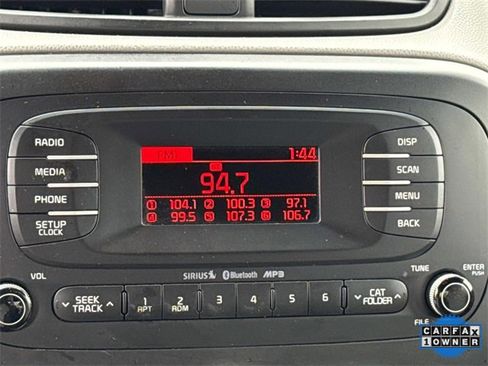 RADIO
MEDIA
PHONE
SETUP
CLOCK
1:44
94.7
1 104.1 2 100.3 3 97.1
4 99.5 5 107.3 6 106.7
DISP
SCAN
MENU
BACK
VOL
SIRIUS Bluetooth MP3
TUNE
ENTER
PUSH
SEEK
TRACK
1
RPT
2
RDM
3
4
5
6
CAT
FOLDER
FILE
CARFAX
1 OWNER